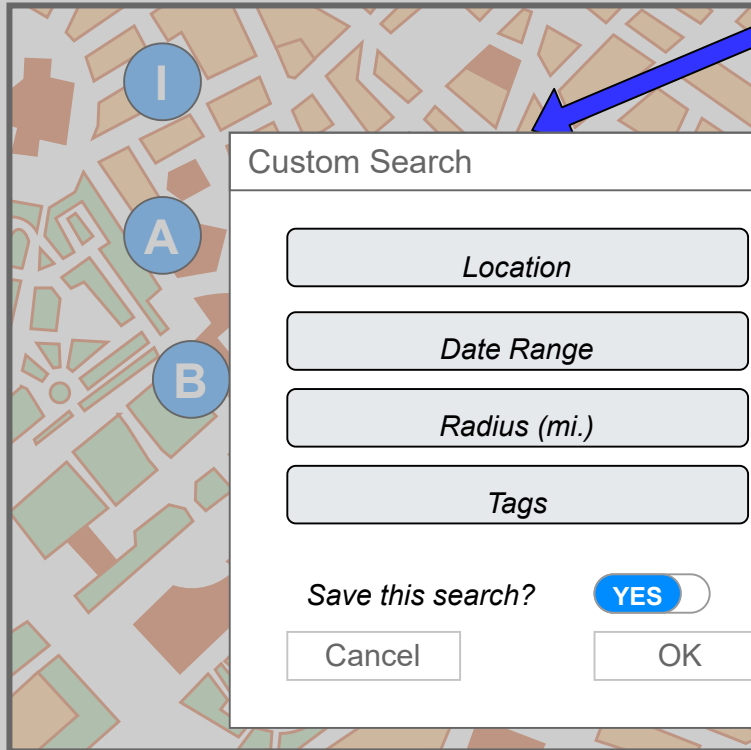 I
Custom Search
A
Location
Date Range
B
Radius (mi.)
Tags
Save this search? YES
Cancel OK